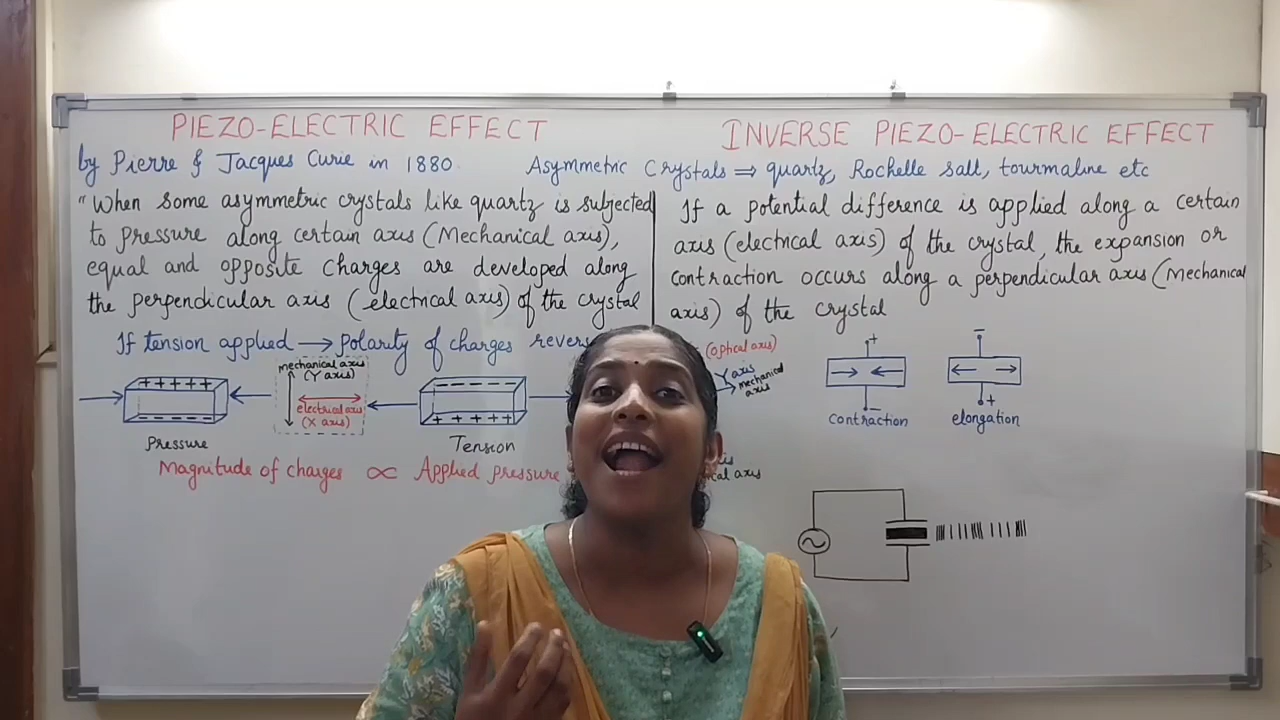 PIEZO-ELECTRIC EFFECT
INVERSE PIEZO-ELECTRIC EFFECT
by Pierre & Jacques Curie in 1880.
Asymmetric Crystals ⇒ quartz, Rochelle salt, tourmaline etc
"When some asymmetric crystals like quartz is subjected
to pressure along certain axis (Mechanical axis),
equal and opposite charges are developed along
the perpendicular axis (electrical axis) of the crystal
If tension applied → polarity of charges
+ + + + +
- - - -
Pressure
mechanical axis
(Y axis)
electrical axis
(X axis)
- - - -
+ + + +
Tension
Magnitude of charges ∝ Applied pressure
If a potential difference is applied along a certain
axis (electrical axis) of the crystal, the expansion or
contraction occurs along a perpendicular axis (Mechanical
axis) of the crystal
(optical axis)
Y axis
mechanical
axis
axis
+
-
contraction
-
+
elongation